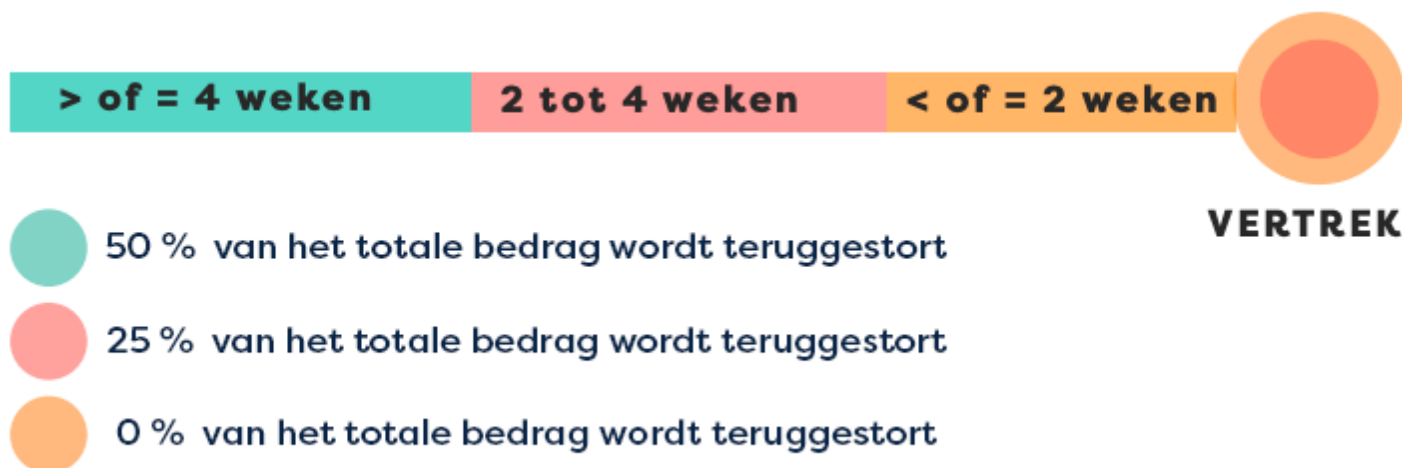 > of = 4 weken 2 tot 4 weken < of = 2 weken
VERTREK
50 % van het totale bedrag wordt teruggestort
25 % van het totale bedrag wordt teruggestort
0 % van het totale bedrag wordt teruggestort